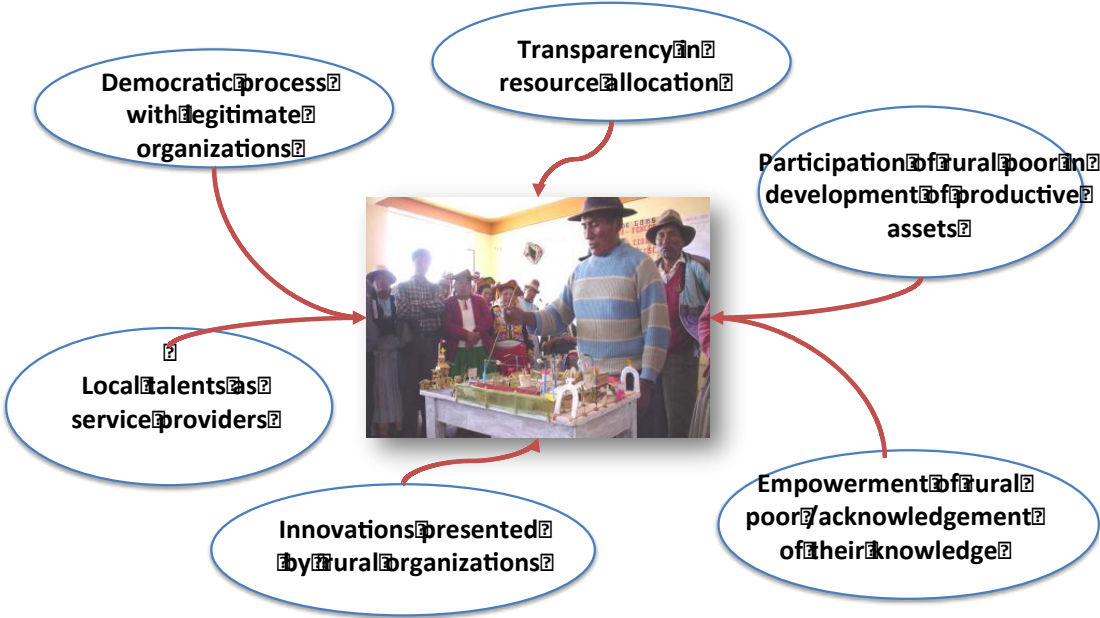 Transparency in
resource allocation
Democratic process
with legitimate
organizations
Participation of rural poor in
development of productive
assets
Local talents as
service providers
Empowerment of rural
poor /acknowledgement
of their knowledge
Innovations presented
by rural organizations